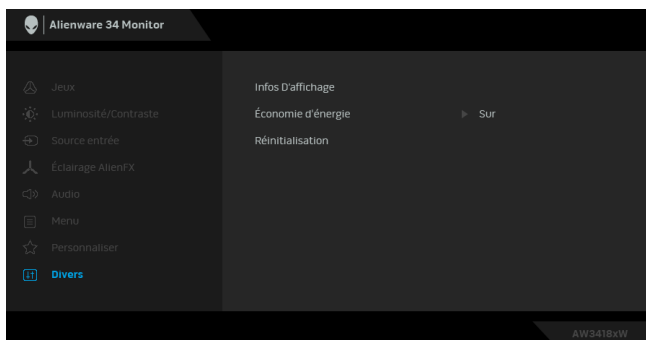 Alienware 34 Monitor
Jeux
Infos D'affichage
Luminosité/Contraste
Économie d'énergie
Sur
Source entrée
Réinitialisation
Éclairage AlienFX
Audio
Menu
Personnaliser
Divers
AW3418xW